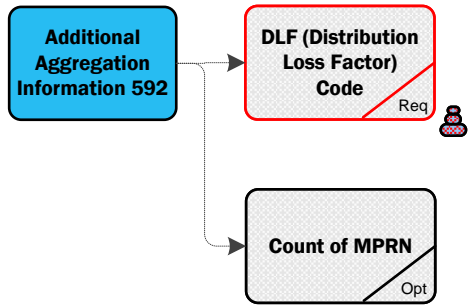 Additional
Aggregation
Information 592
DLF (Distribution
Loss Factor)
Code
Req
Count of MPRN
Opt